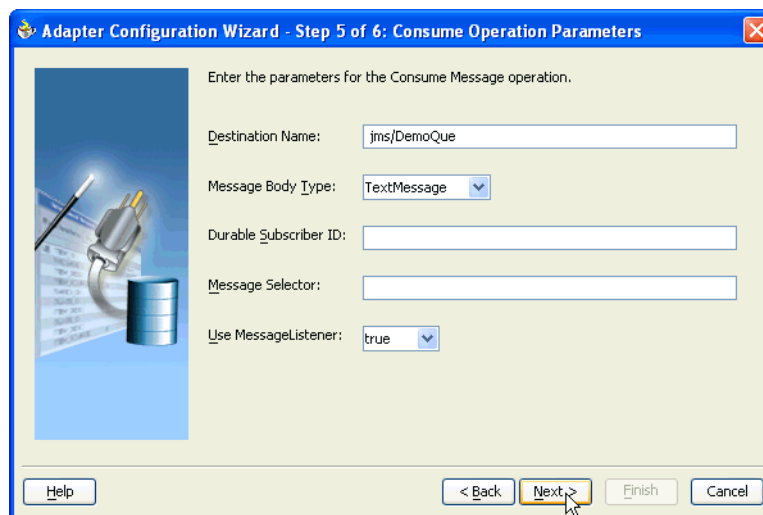 Adapter Configuration Wizard - Step 5 of 6: Consume Operation Parameters
Enter the parameters for the Consume Message operation.
Destination Name: jms/DemoQue
Message Body Type: TextMessage
Durable Subscriber ID:
Message Selector:
Use MessageListener: true
Help < Back Next > Finish Cancel